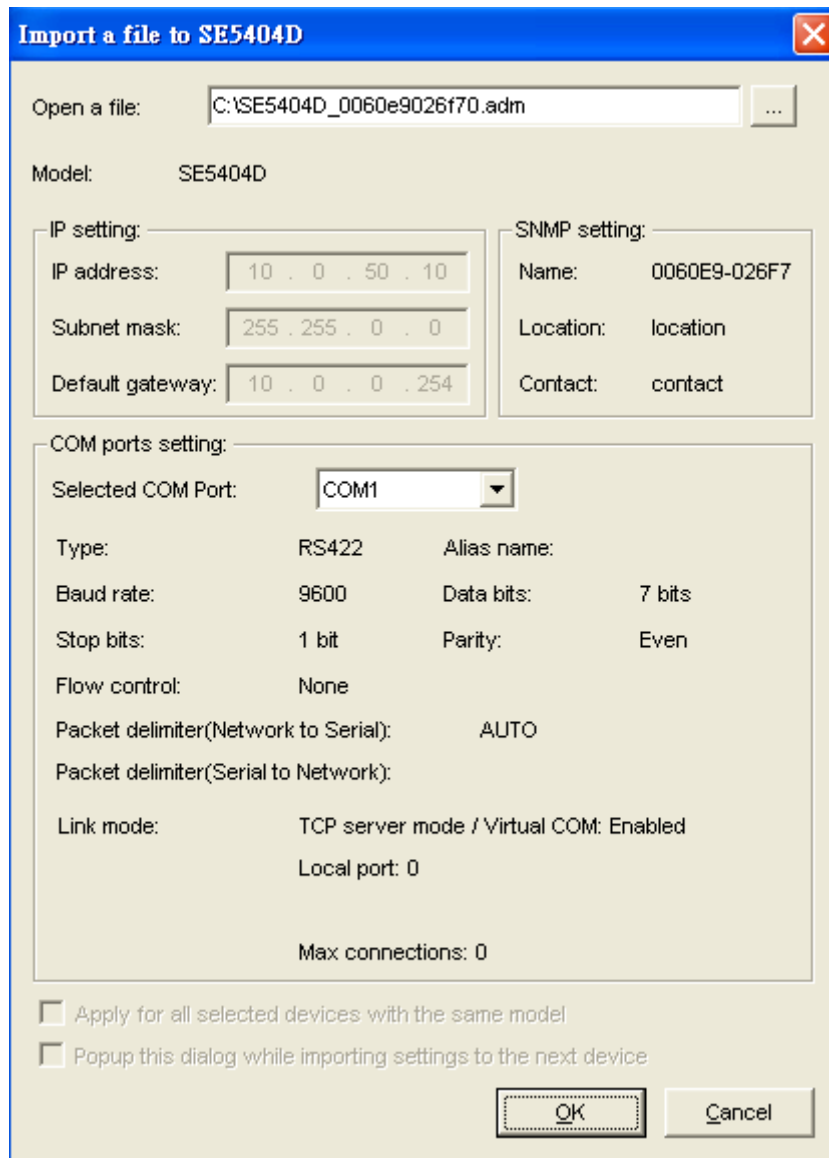 Import a file to SE5404D
Open a file: C:\SE5404D_0060e9026f70.adm ...
Model: SE5404D
IP setting:
IP address: 10 . 0 . 50 . 10
Subnet mask: 255 . 255 . 0 . 0
Default gateway: 10 . 0 . 0 . 254
SNMP setting:
Name: 0060E9-026F7
Location: location
Contact: contact
COM ports setting:
Selected COM Port: COM1
Type: RS422 Alias name:
Baud rate: 9600 Data bits: 7 bits
Stop bits: 1 bit Parity: Even
Flow control: None
Packet delimiter(Network to Serial): AUTO
Packet delimiter(Serial to Network):
Link mode: TCP server mode / Virtual COM: Enabled
Local port: 0
Max connections: 0
Apply for all selected devices with the same model
Popup this dialog while importing settings to the next device
OK Cancel